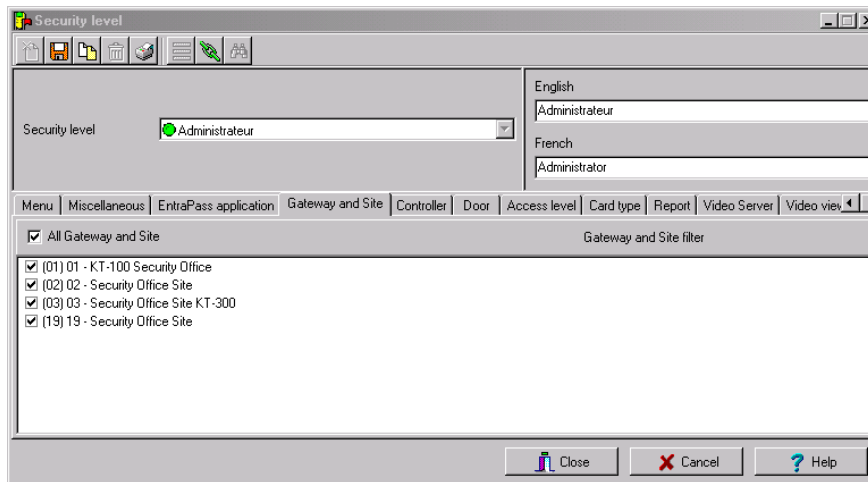 Security level
English
Administrateur
Security level
Administrateur
French
Administrator
Menu Miscellaneous EntraPass application Gateway and Site Controller Door Access level Card type Report Video Server Video view
All Gateway and Site
Gateway and Site filter
(01) 01 - KT-100 Security Office
(02) 02 - Security Office Site
(03) 03 - Security Office Site KT-300
(19) 19 - Security Office Site
Close
Cancel
Help